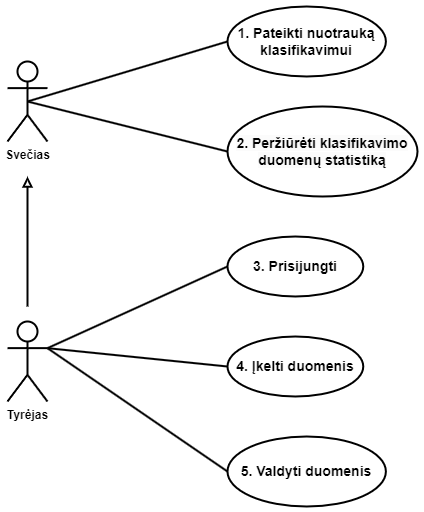 1. Pateikti nuotrauką
klasifikavimui
Svečias
2. Peržiūrėti klasifikavimo
duomenų statistiką
3. Prisijungti
4. Įkelti duomenis
Tyrėjas
5. Valdyti duomenis